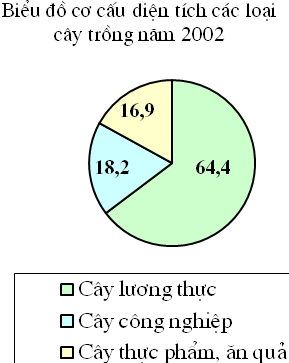 Biểu đồ cơ cấu diện tích các loại
cây trồng năm 2002
16,9
18,2
64,4
Cây lương thực
Cây công nghiệp
Cây thực phẩm, ăn quả